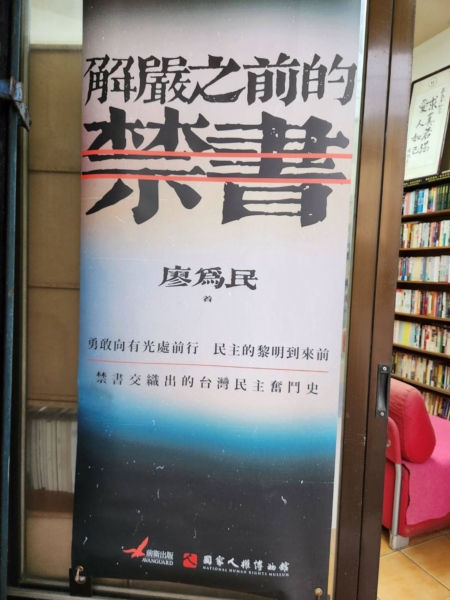 解嚴之前的
禁書
廖爲民
著
勇敢向有光處前行　民主的黎明到來前
禁書交織出的台灣民主奮鬥史
前衛出版
AVANGUARD
國家人權博物館
NATIONAL HUMAN RIGHTS MUSEUM